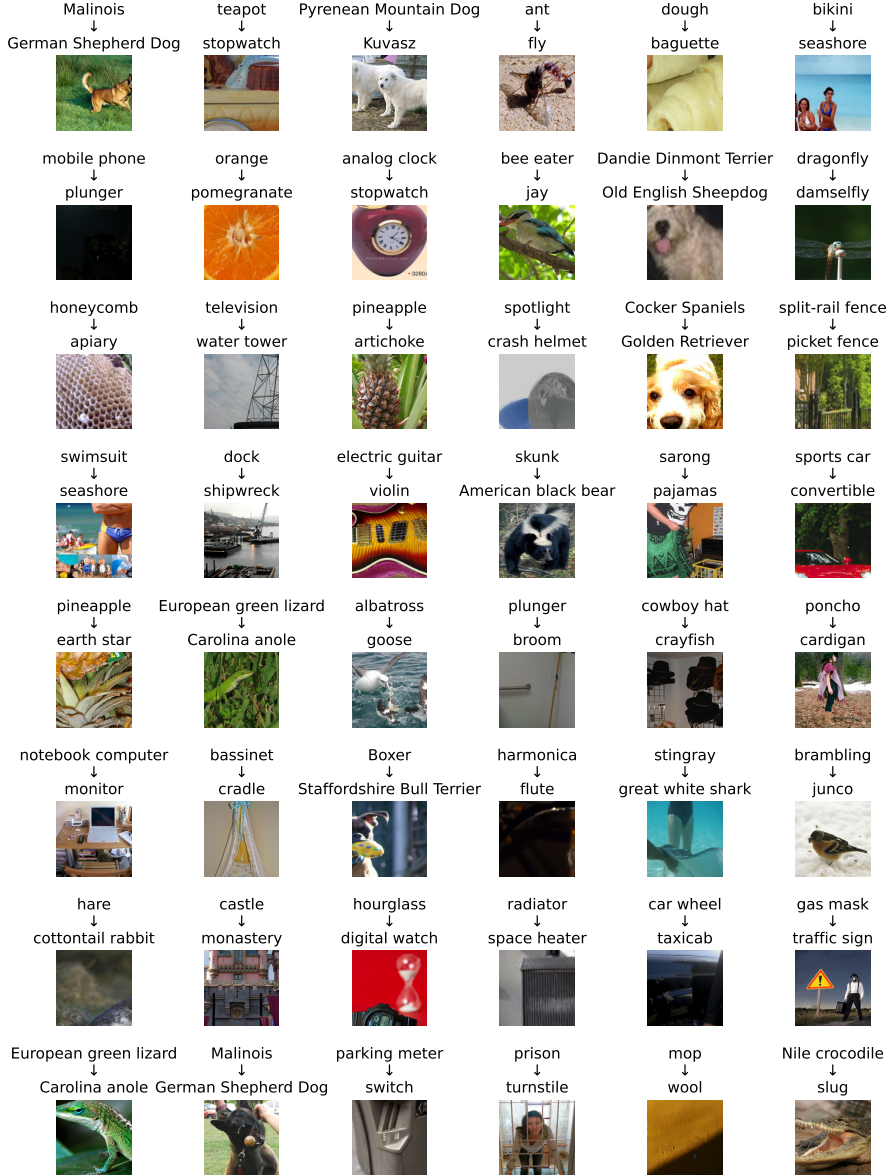 Malinois teapot Pyrenean Mountain Dog ant dough bikini
↓ ↓ ↓ ↓ ↓ ↓
German Shepherd Dog stopwatch Kuvasz fly baguette seashore
mobile phone orange analog clock bee eater Dandie Dinmont Terrier dragonfly
↓ ↓ ↓ ↓ ↓ ↓
plunger pomegranate stopwatch jay Old English Sheepdog damselfly
3280
honeycomb television pineapple spotlight Cocker Spaniels split-rail fence
↓ ↓ ↓ ↓ ↓ ↓
apiary water tower artichoke crash helmet Golden Retriever picket fence
swimsuit dock electric guitar skunk sarong sports car
↓ ↓ ↓ ↓ ↓ ↓
seashore shipwreck violin American black bear pajamas convertible
pineapple European green lizard albatross plunger cowboy hat poncho
↓ ↓ ↓ ↓ ↓ ↓
earth star Carolina anole goose broom crayfish cardigan
notebook computer bassinet Boxer harmonica stingray brambling
↓ ↓ ↓ ↓ ↓ ↓
monitor cradle Staffordshire Bull Terrier flute great white shark junco
hare castle hourglass radiator car wheel gas mask
↓ ↓ ↓ ↓ ↓ ↓
cottontail rabbit monastery digital watch space heater taxicab traffic sign
European green lizard Malinois parking meter prison mop Nile crocodile
↓ ↓ ↓ ↓ ↓ ↓
Carolina anole German Shepherd Dog switch turnstile wool slug